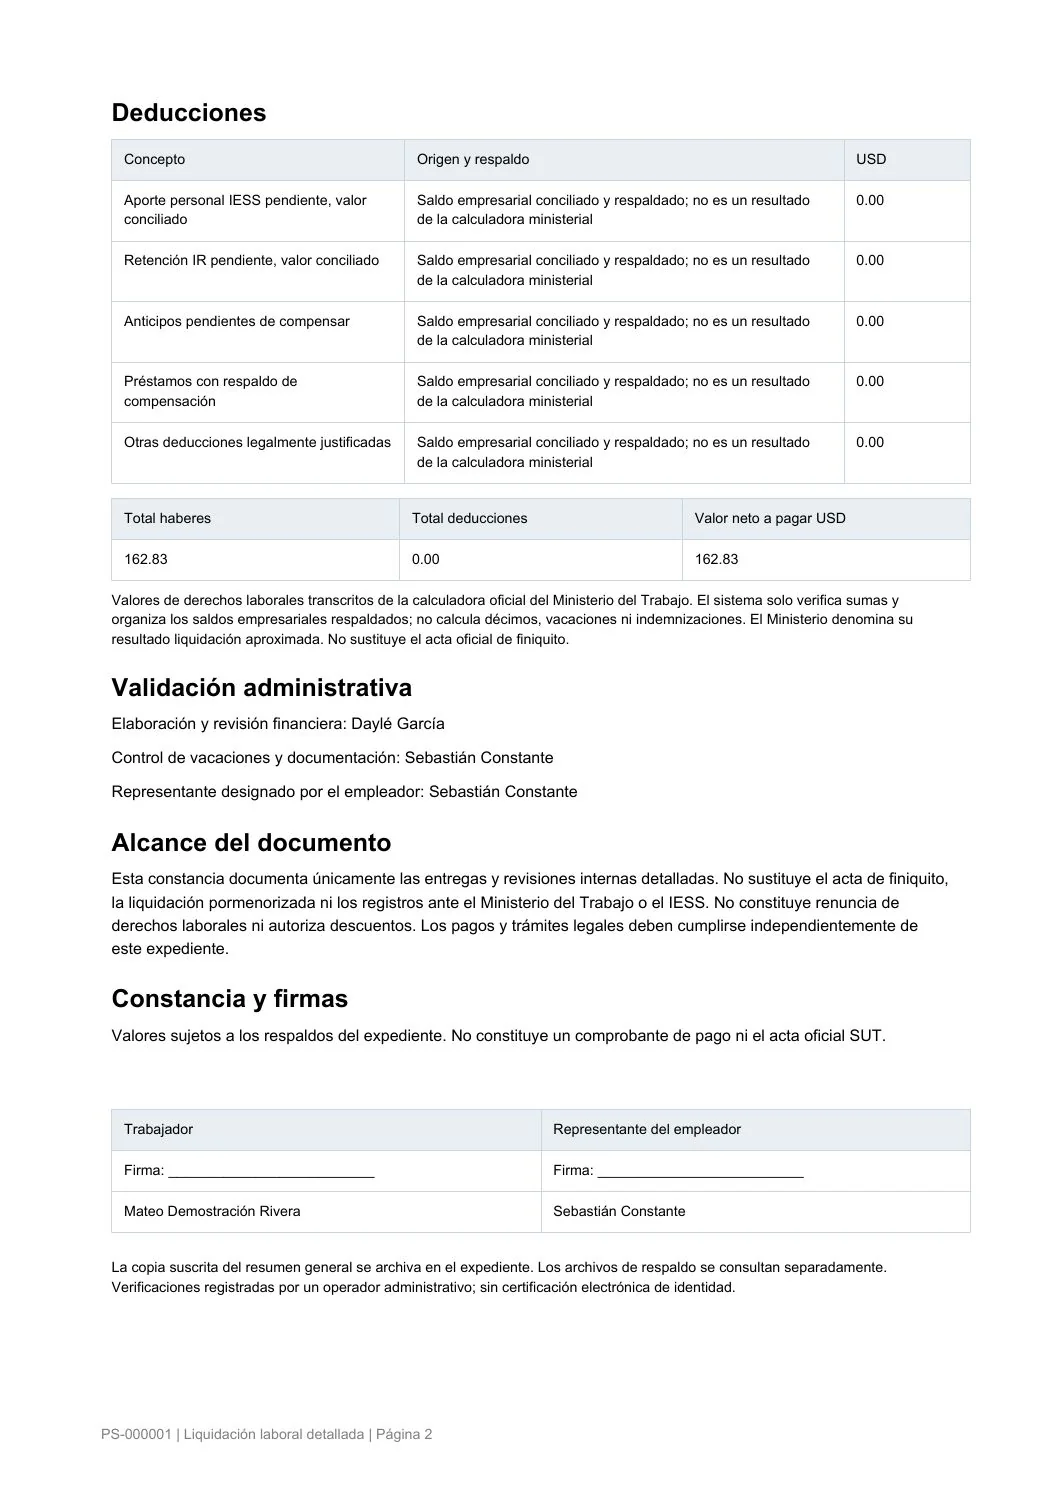 Deducciones
Concepto Origen y respaldo USD
Aporte personal IESS pendiente, valor conciliado Saldo empresarial conciliado y respaldado; no es un resultado de la calculadora ministerial 0.00
Retención IR pendiente, valor conciliado Saldo empresarial conciliado y respaldado; no es un resultado de la calculadora ministerial 0.00
Anticipos pendientes de compensar Saldo empresarial conciliado y respaldado; no es un resultado de la calculadora ministerial 0.00
Préstamos con respaldo de compensación Saldo empresarial conciliado y respaldado; no es un resultado de la calculadora ministerial 0.00
Otras deducciones legalmente justificadas Saldo empresarial conciliado y respaldado; no es un resultado de la calculadora ministerial 0.00
Total haberes Total deducciones Valor neto a pagar USD
162.83 0.00 162.83
Valores de derechos laborales transcritos de la calculadora oficial del Ministerio del Trabajo. El sistema solo verifica sumas y
organiza los saldos empresariales respaldados; no calcula décimos, vacaciones ni indemnizaciones. El Ministerio denomina su
resultado liquidación aproximada. No sustituye el acta oficial de finiquito.
Validación administrativa
Elaboración y revisión financiera: Daylé García
Control de vacaciones y documentación: Sebastián Constante
Representante designado por el empleador: Sebastián Constante
Alcance del documento
Esta constancia documenta únicamente las entregas y revisiones internas detalladas. No sustituye el acta de finiquito,
la liquidación pormenorizada ni los registros ante el Ministerio del Trabajo o el IESS. No constituye renuncia de
derechos laborales ni autoriza descuentos. Los pagos y trámites legales deben cumplirse independientemente de
este expediente.
Constancia y firmas
Valores sujetos a los respaldos del expediente. No constituye un comprobante de pago ni el acta oficial SUT.
Trabajador Representante del empleador
Firma: __________________________ Firma: __________________________
Mateo Demostración Rivera Sebastián Constante
La copia suscrita del resumen general se archiva en el expediente. Los archivos de respaldo se consultan separadamente.
Verificaciones registradas por un operador administrativo; sin certificación electrónica de identidad.
PS-000001 | Liquidación laboral detallada | Página 2